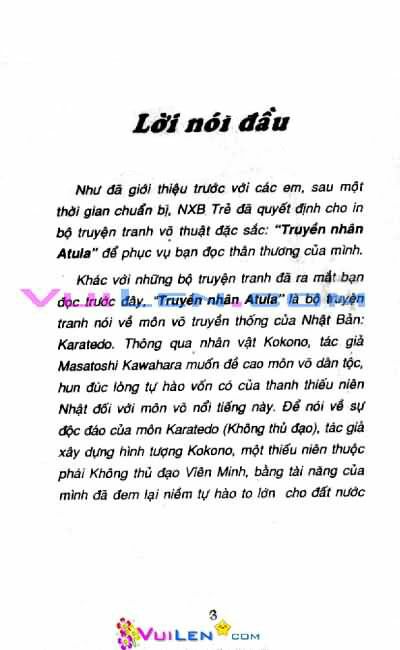 Lời nói đầu
Như đã giới thiệu trước với các em, sau một
thời gian chuẩn bị, NXB Trẻ đã quyết định cho in
bộ truyện tranh võ thuật đặc sắc: "Truyền nhân
Atula" để phục vụ bạn đọc thân thương của mình.
Khác với những bộ truyện tranh đã ra mắt bạn
đọc trước đây, "Truyền nhân Atula" là bộ truyện
tranh nói về môn võ truyền thống của Nhật Bản:
Karatedo. Thông qua nhân vật Kokono, tác giả
Masatoshi Kawahara muốn đề cao môn võ dân tộc,
hun đúc lòng tự hào vốn có của thanh thiếu niên
Nhật đối với môn võ nổi tiếng này. Để nói về sự
độc đáo của môn Karatedo (Không thủ đạo), tác giả
xây dựng hình tượng Kokono, một thiếu niên thuộc
phái Không thủ đạo Viên Minh, bằng tài năng của
mình đã đem lại niềm tự hào to lớn cho đất nước
3
VUILEN.COM